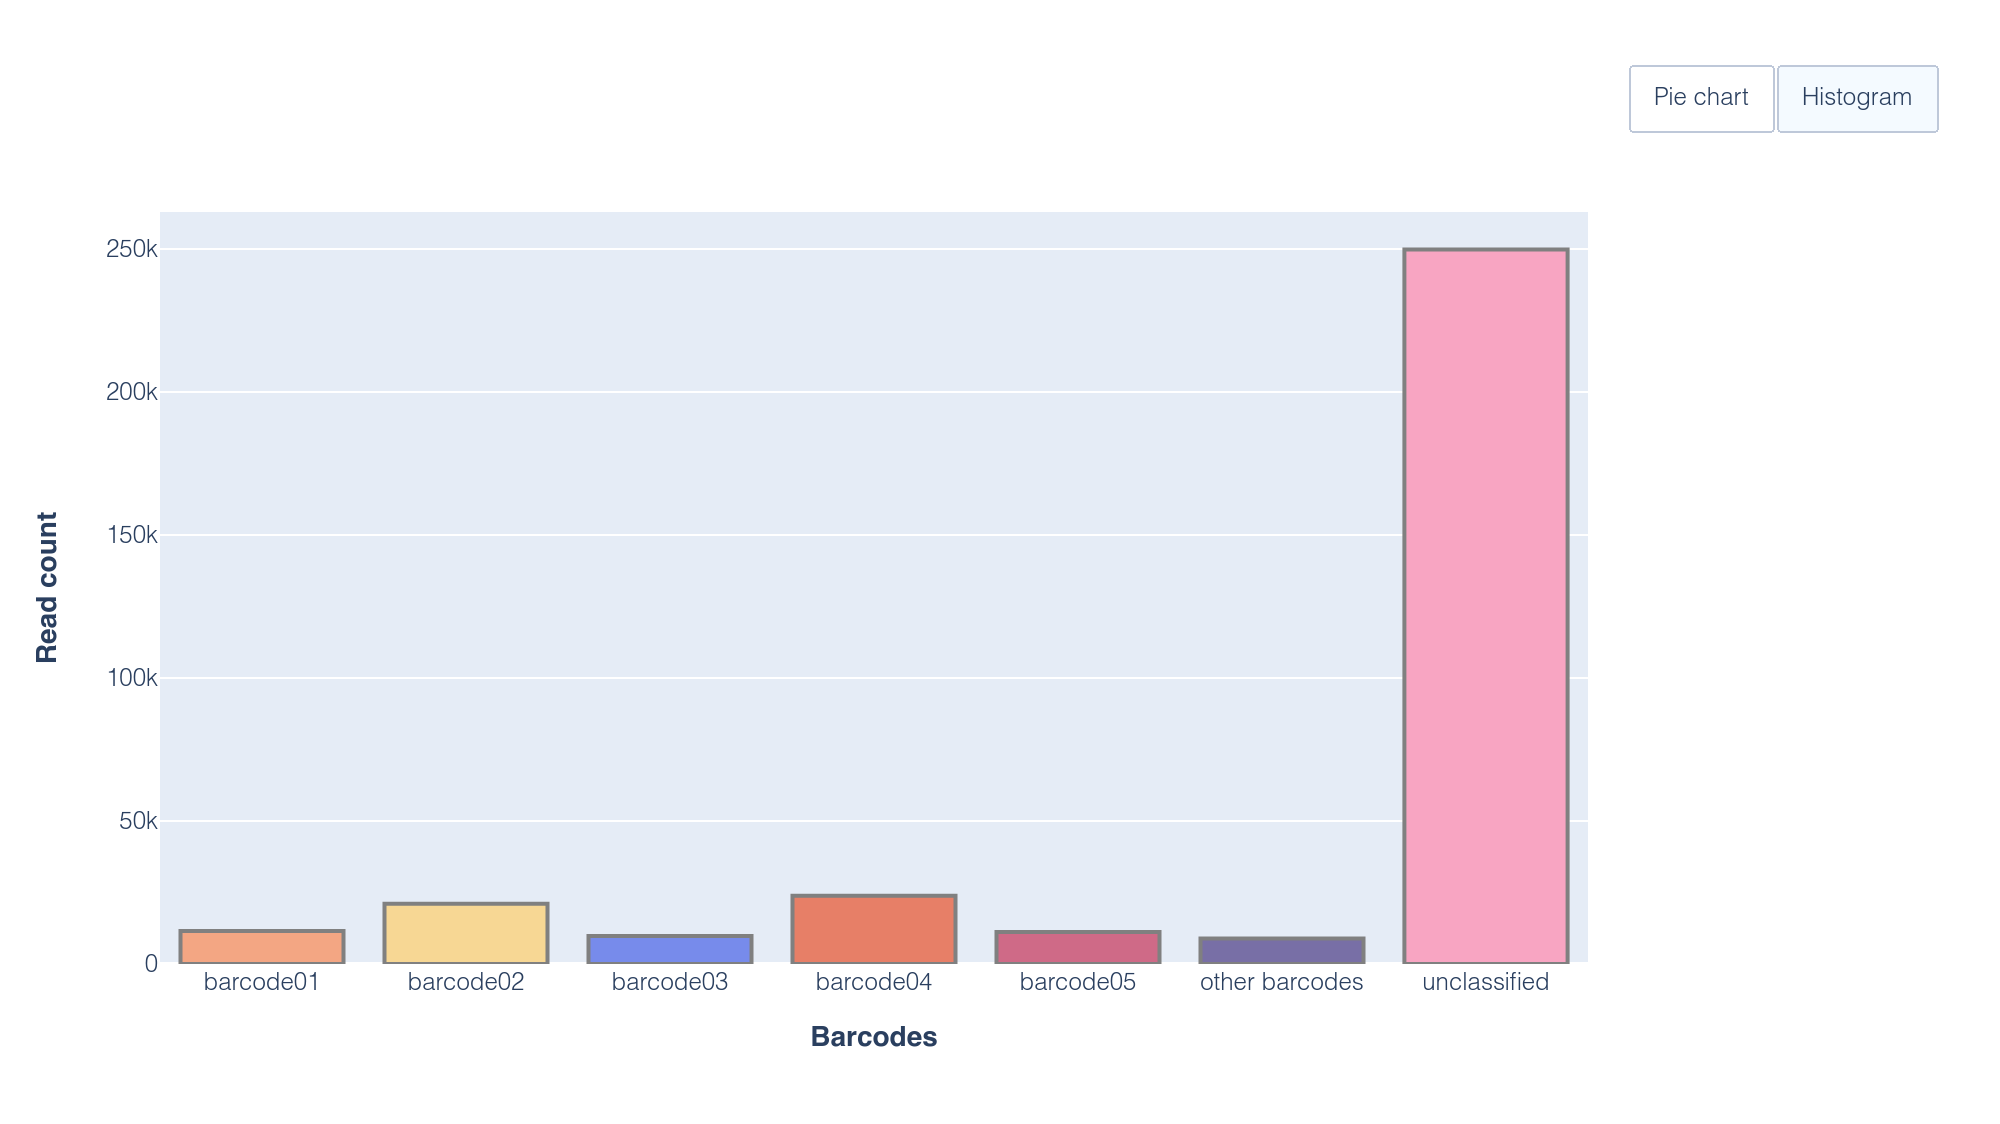 Pie chart
Histogram
Read count
250k
200k
150k
100k
50k
0
barcode01
barcode02
barcode03
barcode04
barcode05
other barcodes
unclassified
Barcodes